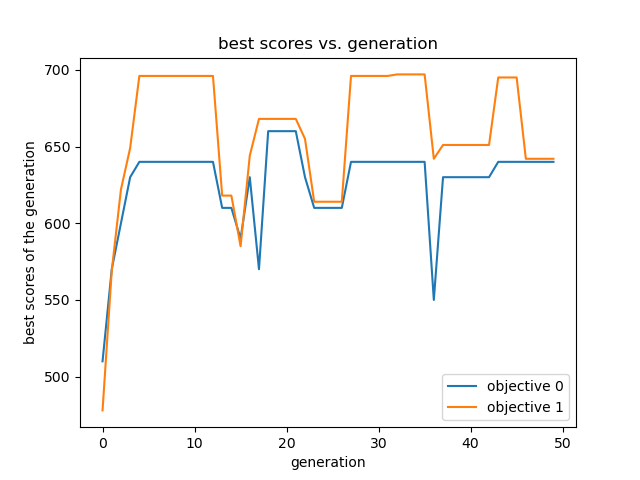 best scores vs. generation
best scores of the generation
700
650
600
550
500
0 10 20 30 40 50
generation
objective 0
objective 1